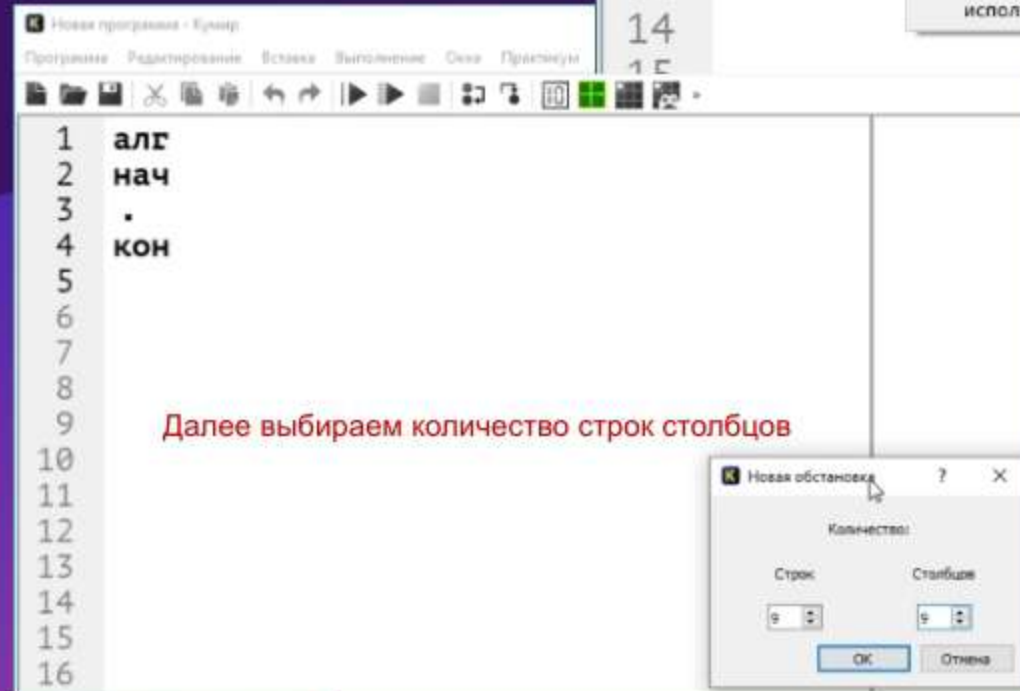 Новая программа - Кумир
Программа Редактирование Вставка Выполнение Окна Практикум
14
15
испол
1 алг
2 нач
3 .
4 кон
5
6
7
8
9
10
11
12
13
14
15
16
Далее выбираем количество строк столбцов
Новая обстановка ? ×
Количество:
Строк Столбцов
9 9
OK Отмена